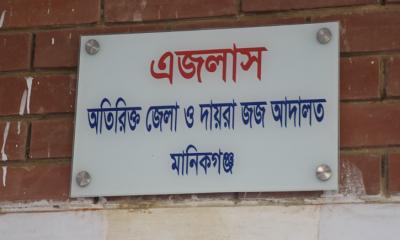 এজলাস
অতিরিক্ত জেলা ও দায়রা জজ আদালত
মানিকগঞ্জ